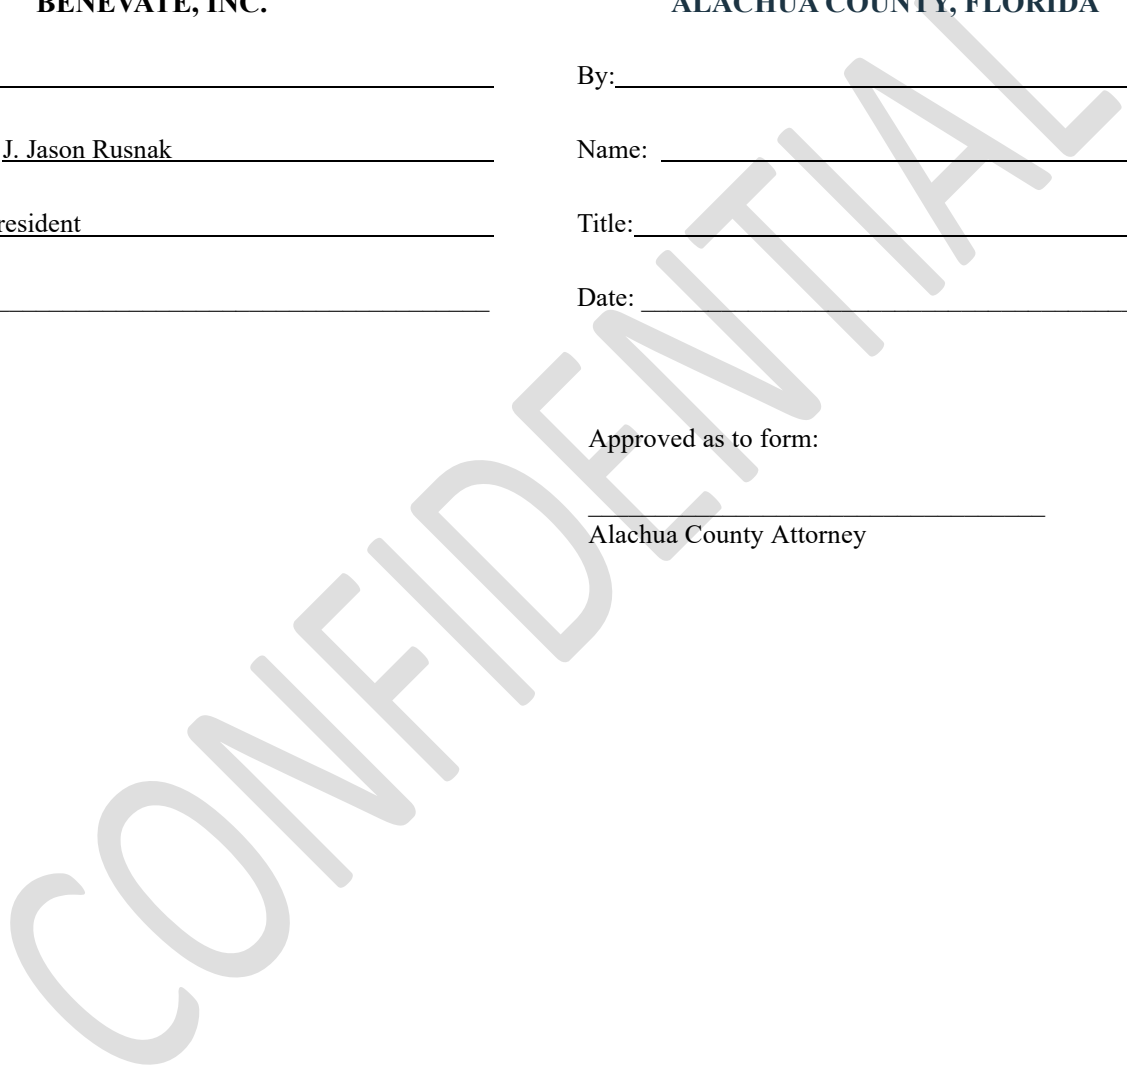 BENEVATE, INC.
ALACHUA COUNTY, FLORIDA
J. Jason Rusnak
resident
By:
Name:
Title:
Date:
Approved as to form:
Alachua County Attorney
CONFIDENTIAL